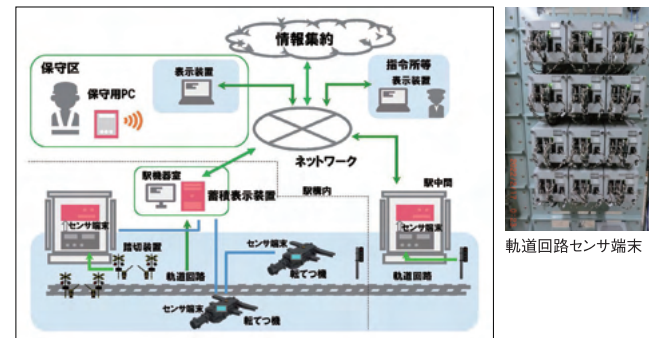 情報集約
保守区
保守用PC
表示装置
指令所等
表示装置
ネットワーク
駅機器室
蓄積表示装置
駅構内
駅中間
センサ端末
踏切装置
軌道回路
センサ端末
転てつ機
センサ端末
転てつ機
センサ端末
軌道回路
軌道回路センサ端末